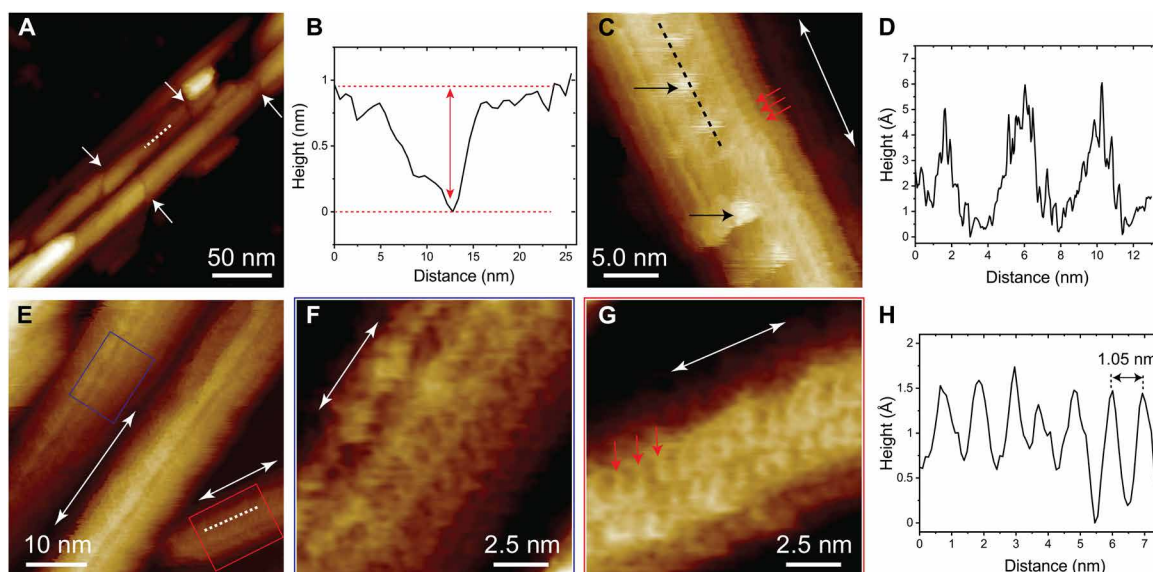 A
50 nm
B
Height (nm)
1
0.5
0
0 5 10 15 20 25
Distance (nm)
C
5.0 nm
D
Height (Å)
7
6
5
4
3
2
1
0
0 2 4 6 8 10 12
Distance (nm)
E
10 nm
F
2.5 nm
G
2.5 nm
H
1.05 nm
Height (Å)
2
1.5
1
0.5
0
0 1 2 3 4 5 6 7
Distance (nm)